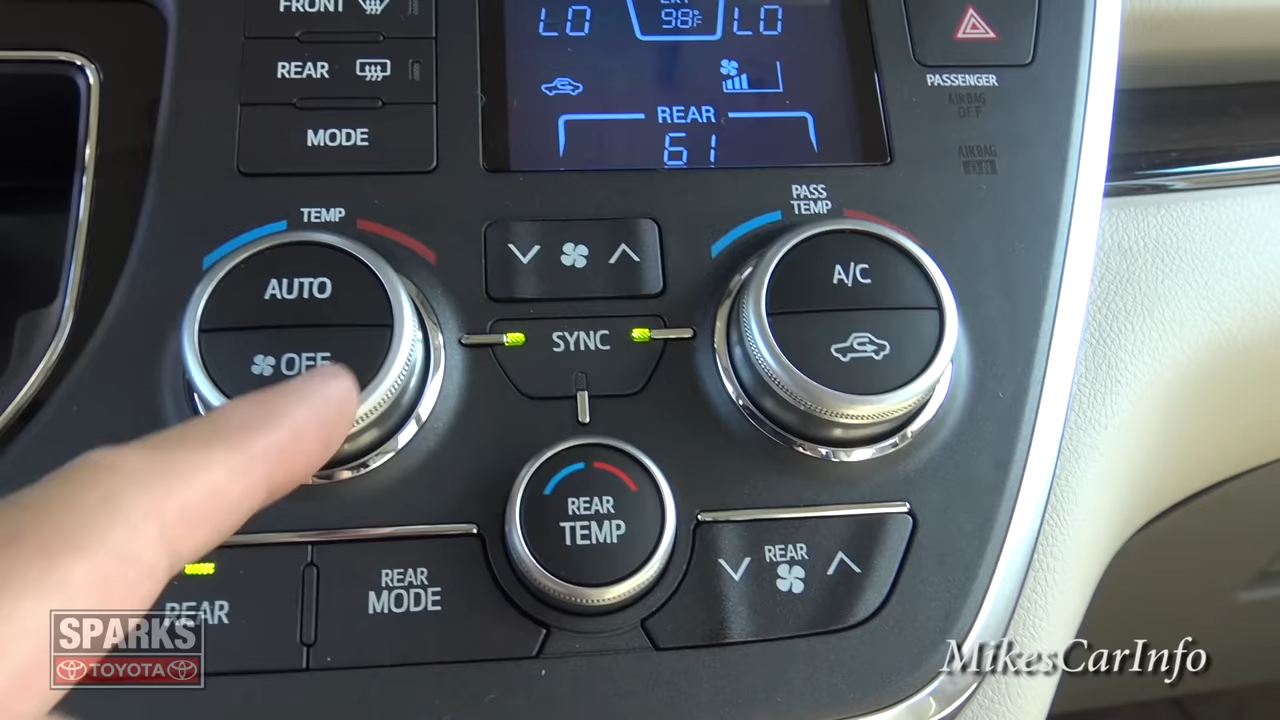 FRONT
REAR
MODE
LO
EXT
98°F
LO
REAR
61
PASSENGER
AIRBAG
OFF
AIRBAG
ON
TEMP
AUTO
OFF
PASS
TEMP
A/C
SYNC
REAR
TEMP
REAR
REAR
MODE
REAR
SPARKS
TOYOTA
MikesCarInfo